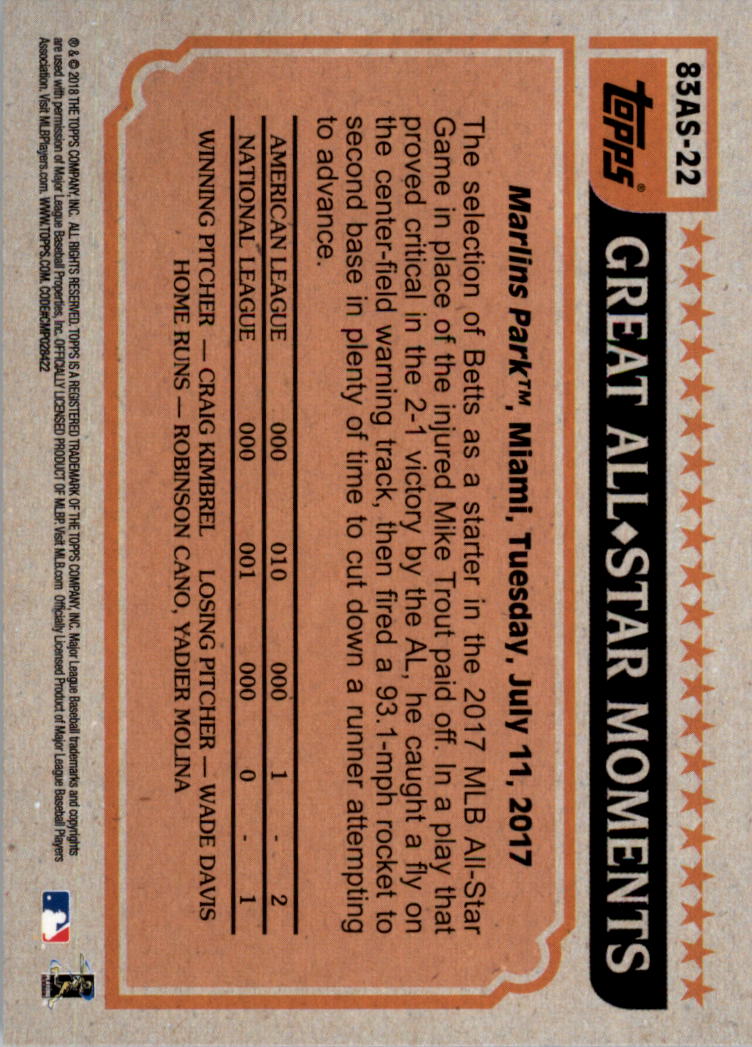 83AS-22
TOPPS®
GREAT ALL◆STAR MOMENTS
Marlins Park™, Miami, Tuesday, July 11, 2017
The selection of Betts as a starter in the 2017 MLB All-Star
Game in place of the injured Mike Trout paid off. In a play that
proved critical in the 2-1 victory by the AL, he caught a fly on
the center-field warning track, then fired a 93.1-mph rocket to
second base in plenty of time to cut down a runner attempting
to advance.
AMERICAN LEAGUE 000 010 000 1 - 2
NATIONAL LEAGUE 000 001 000 0 - 1
WINNING PITCHER — CRAIG KIMBREL LOSING PITCHER — WADE DAVIS
HOME RUNS — ROBINSON CANO, YADIER MOLINA
® & © 2018 THE TOPPS COMPANY, INC. ALL RIGHTS RESERVED. TOPPS IS A REGISTERED TRADEMARK OF THE TOPPS COMPANY, INC. Major League Baseball trademarks and copyrights
are used with permission of Major League Baseball Properties, Inc. OFFICIALLY LICENSED PRODUCT OF MLBP. Visit MLB.com Officially Licensed Product of Major League Baseball Players
Association. Visit MLBPlayers.com. WWW.TOPPS.COM. CODE#CMP028422